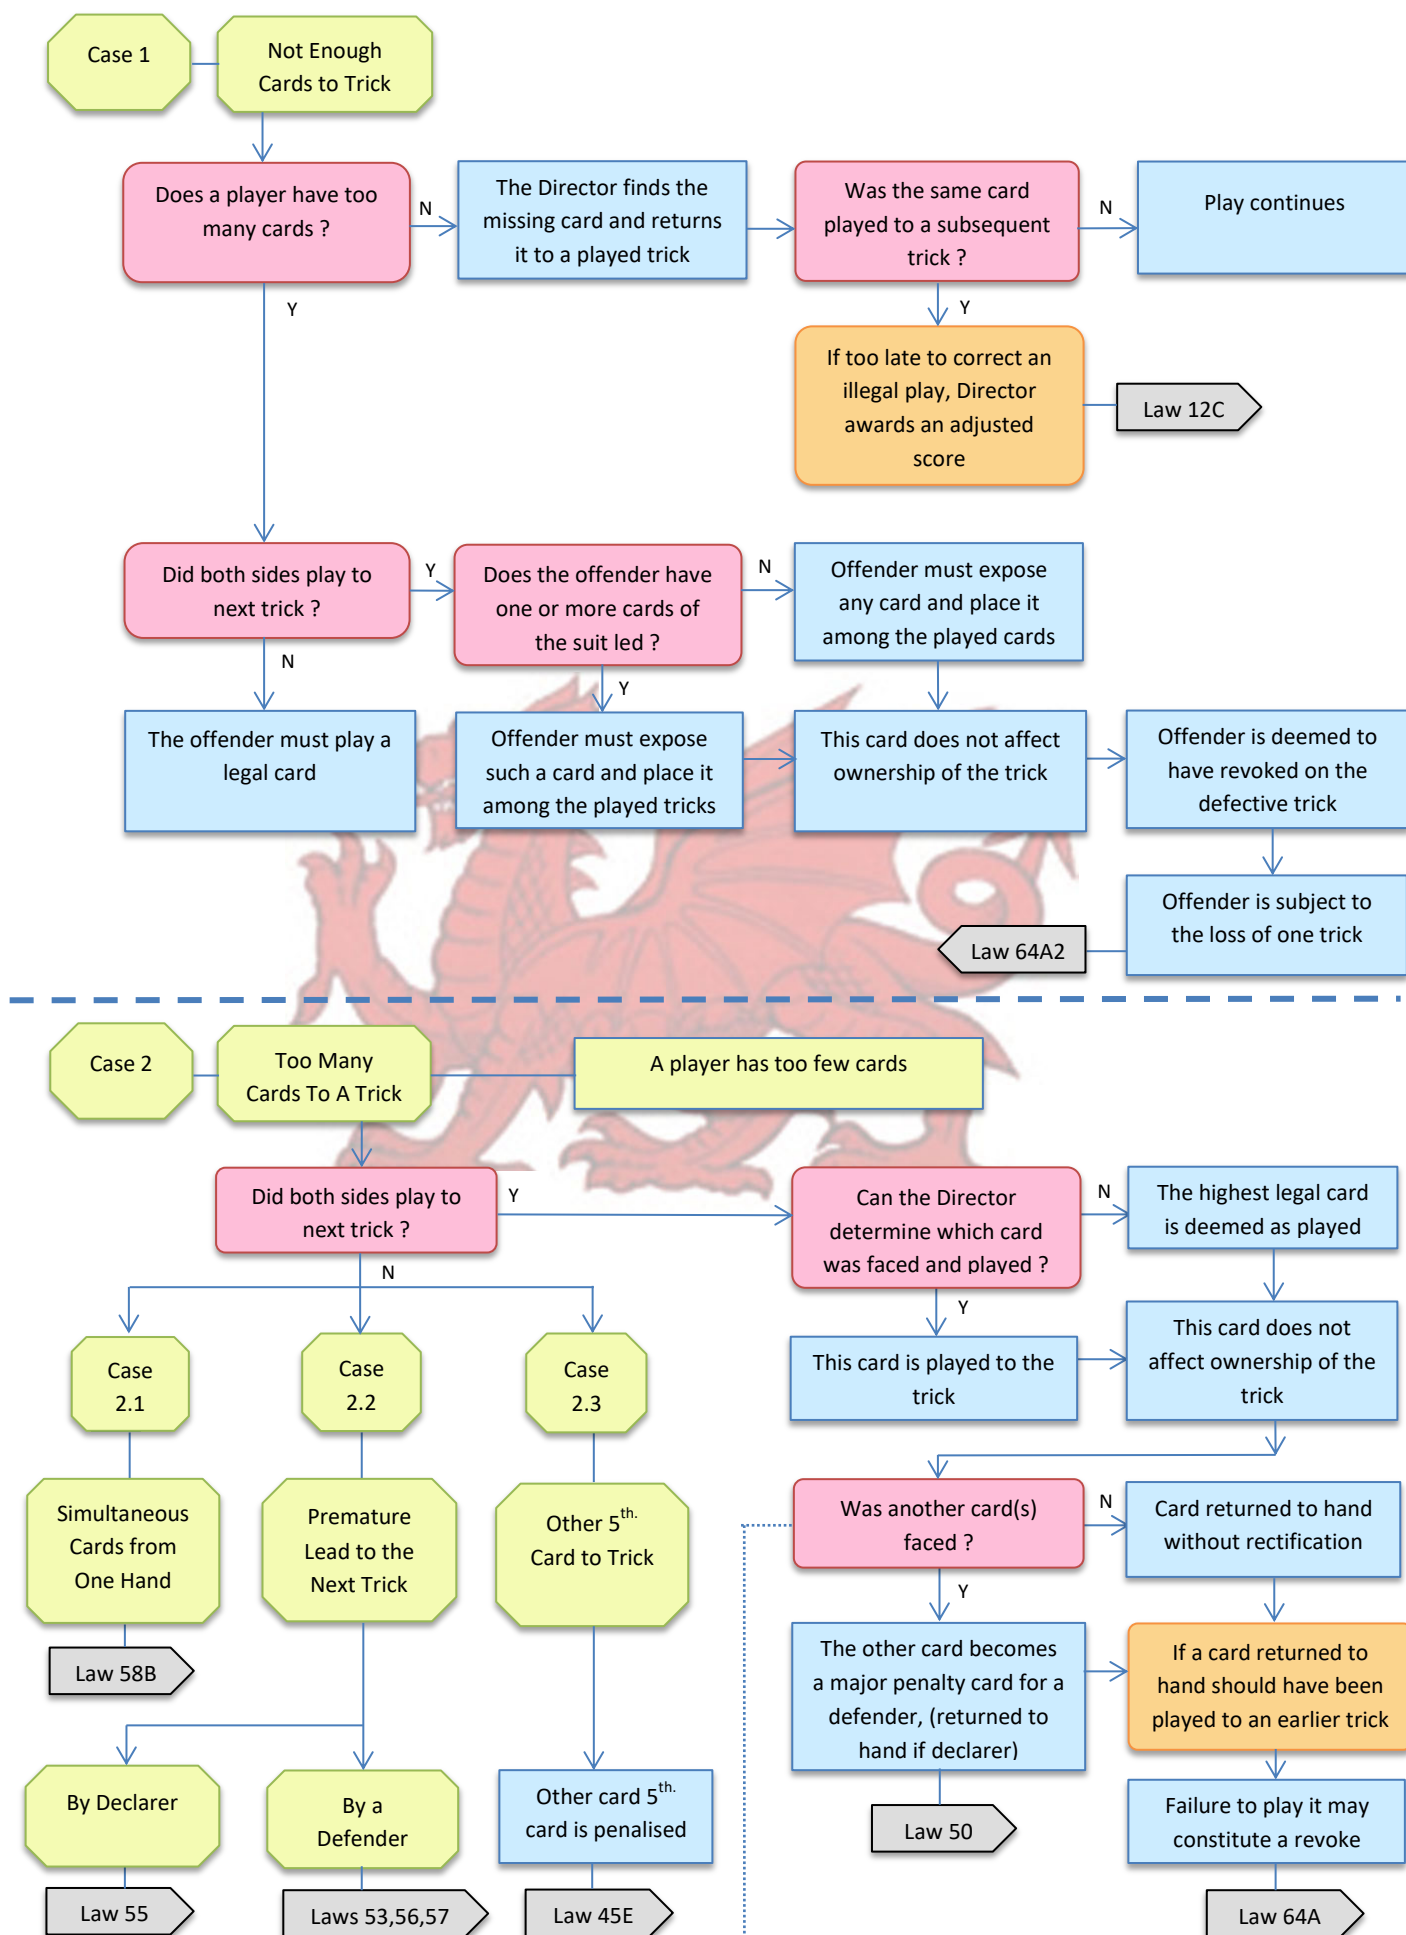 Case 1
Not Enough
Cards to Trick
Does a player have too
many cards ?
N
The Director finds the
missing card and returns
it to a played trick
Was the same card
played to a subsequent
trick ?
N
Play continues
Y
Y
If too late to correct an
illegal play, Director
awards an adjusted
score
Law 12C
Did both sides play to
next trick ?
Y
Does the offender have
one or more cards of
the suit led ?
N
Offender must expose
any card and place it
among the played cards
N
Y
The offender must play a
legal card
Offender must expose
such a card and place it
among the played tricks
This card does not affect
ownership of the trick
Offender is deemed to
have revoked on the
defective trick
Offender is subject to
the loss of one trick
Law 64A2
Case 2
Too Many
Cards To A Trick
A player has too few cards
Did both sides play to
next trick ?
Y
Can the Director
determine which card
was faced and played ?
N
The highest legal card
is deemed as played
N
Y
Case
2.1
Case
2.2
Case
2.3
This card is played to the
trick
This card does not
affect ownership of the
trick
Simultaneous
Cards from
One Hand
Premature
Lead to the
Next Trick
Other 5th.
Card to Trick
Was another card(s)
faced ?
N
Card returned to hand
without rectification
Y
Law 58B
The other card becomes
a major penalty card for a
defender, (returned to
hand if declarer)
If a card returned to
hand should have been
played to an earlier trick
By Declarer
By a
Defender
Other card 5th.
card is penalised
Law 50
Failure to play it may
constitute a revoke
Law 55
Laws 53,56,57
Law 45E
Law 64A